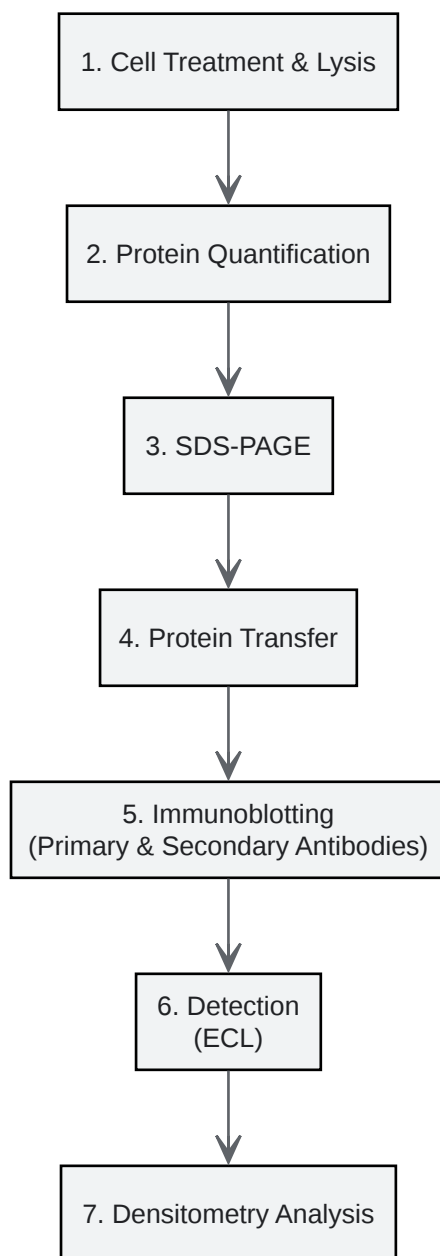 1. Cell Treatment & Lysis
2. Protein Quantification
3. SDS-PAGE
4. Protein Transfer
5. Immunoblotting
(Primary & Secondary Antibodies)
6. Detection
(ECL)
7. Densitometry Analysis